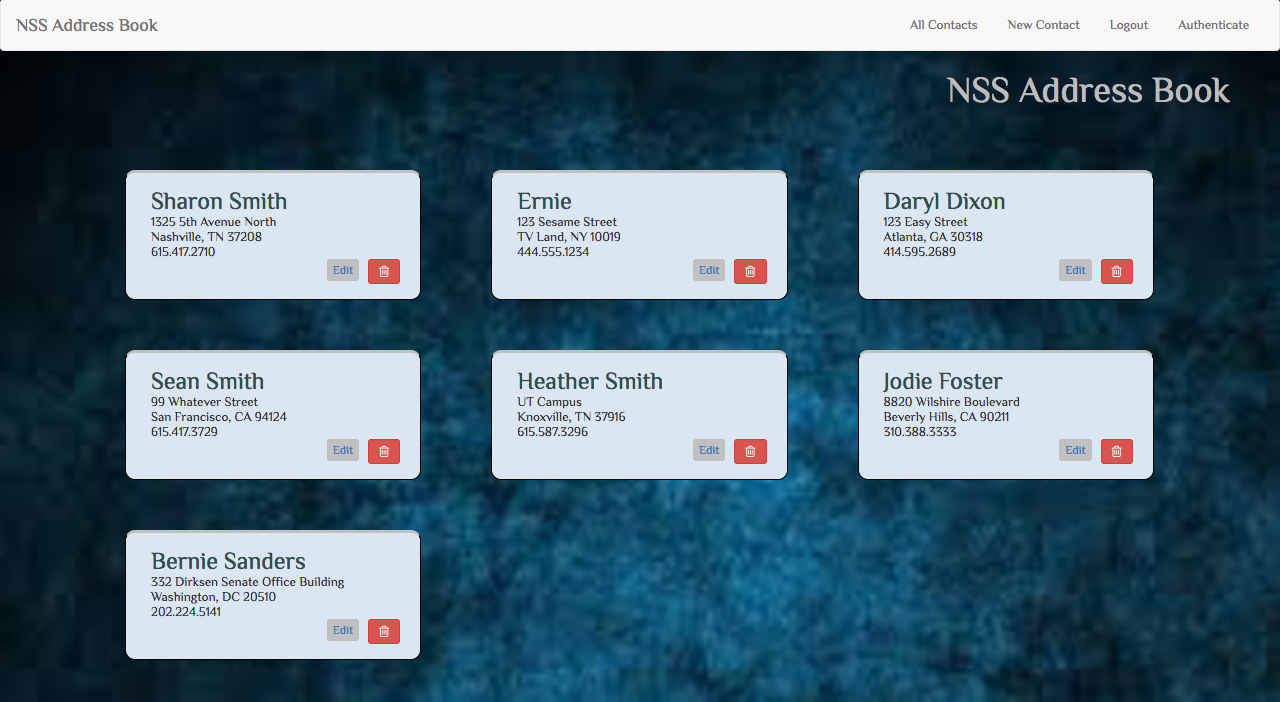 NSS Address Book
All Contacts
New Contact
Logout
Authenticate
NSS Address Book
Sharon Smith
1325 5th Avenue North
Nashville, TN 37208
615.417.2710
Edit
Ernie
123 Sesame Street
TV Land, NY 10019
444.555.1234
Edit
Daryl Dixon
123 Easy Street
Atlanta, GA 30318
414.595.2689
Edit
Sean Smith
99 Whatever Street
San Francisco, CA 94124
615.417.3729
Edit
Heather Smith
UT Campus
Knoxville, TN 37916
615.587.3296
Edit
Jodie Foster
8820 Wilshire Boulevard
Beverly Hills, CA 90211
310.388.3333
Edit
Bernie Sanders
332 Dirksen Senate Office Building
Washington, DC 20510
202.224.5141
Edit